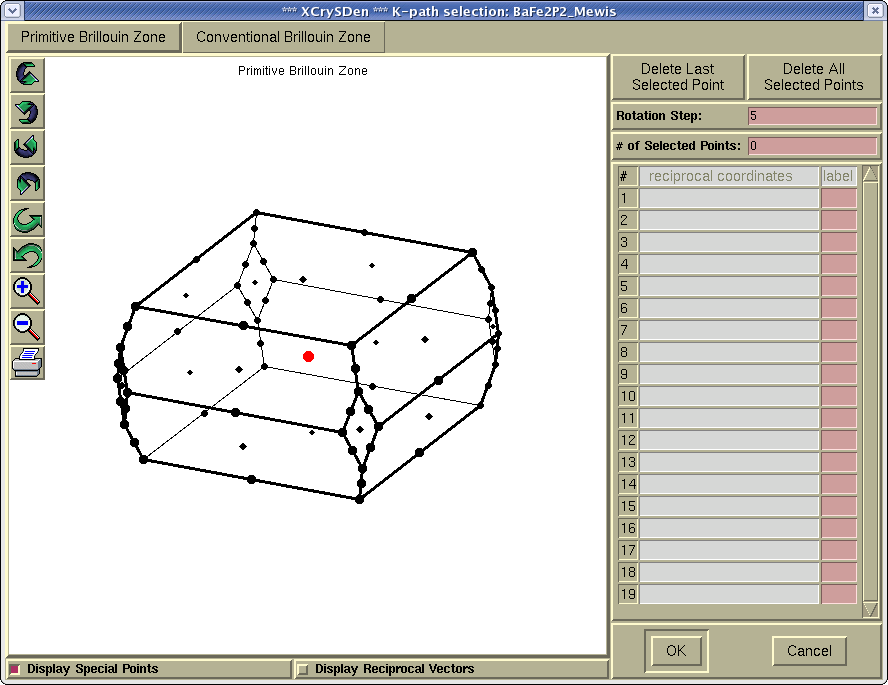 *** XCrySDen *** K-path selection: BaFe2P2_Mewis
Primitive Brillouin Zone
Conventional Brillouin Zone
Primitive Brillouin Zone
Delete Last
Selected Point
Delete All
Selected Points
Rotation Step: 5
# of Selected Points: 0
# reciprocal coordinates label
1
2
3
4
5
6
7
8
9
10
11
12
13
14
15
16
17
18
19
Display Special Points
Display Reciprocal Vectors
OK
Cancel